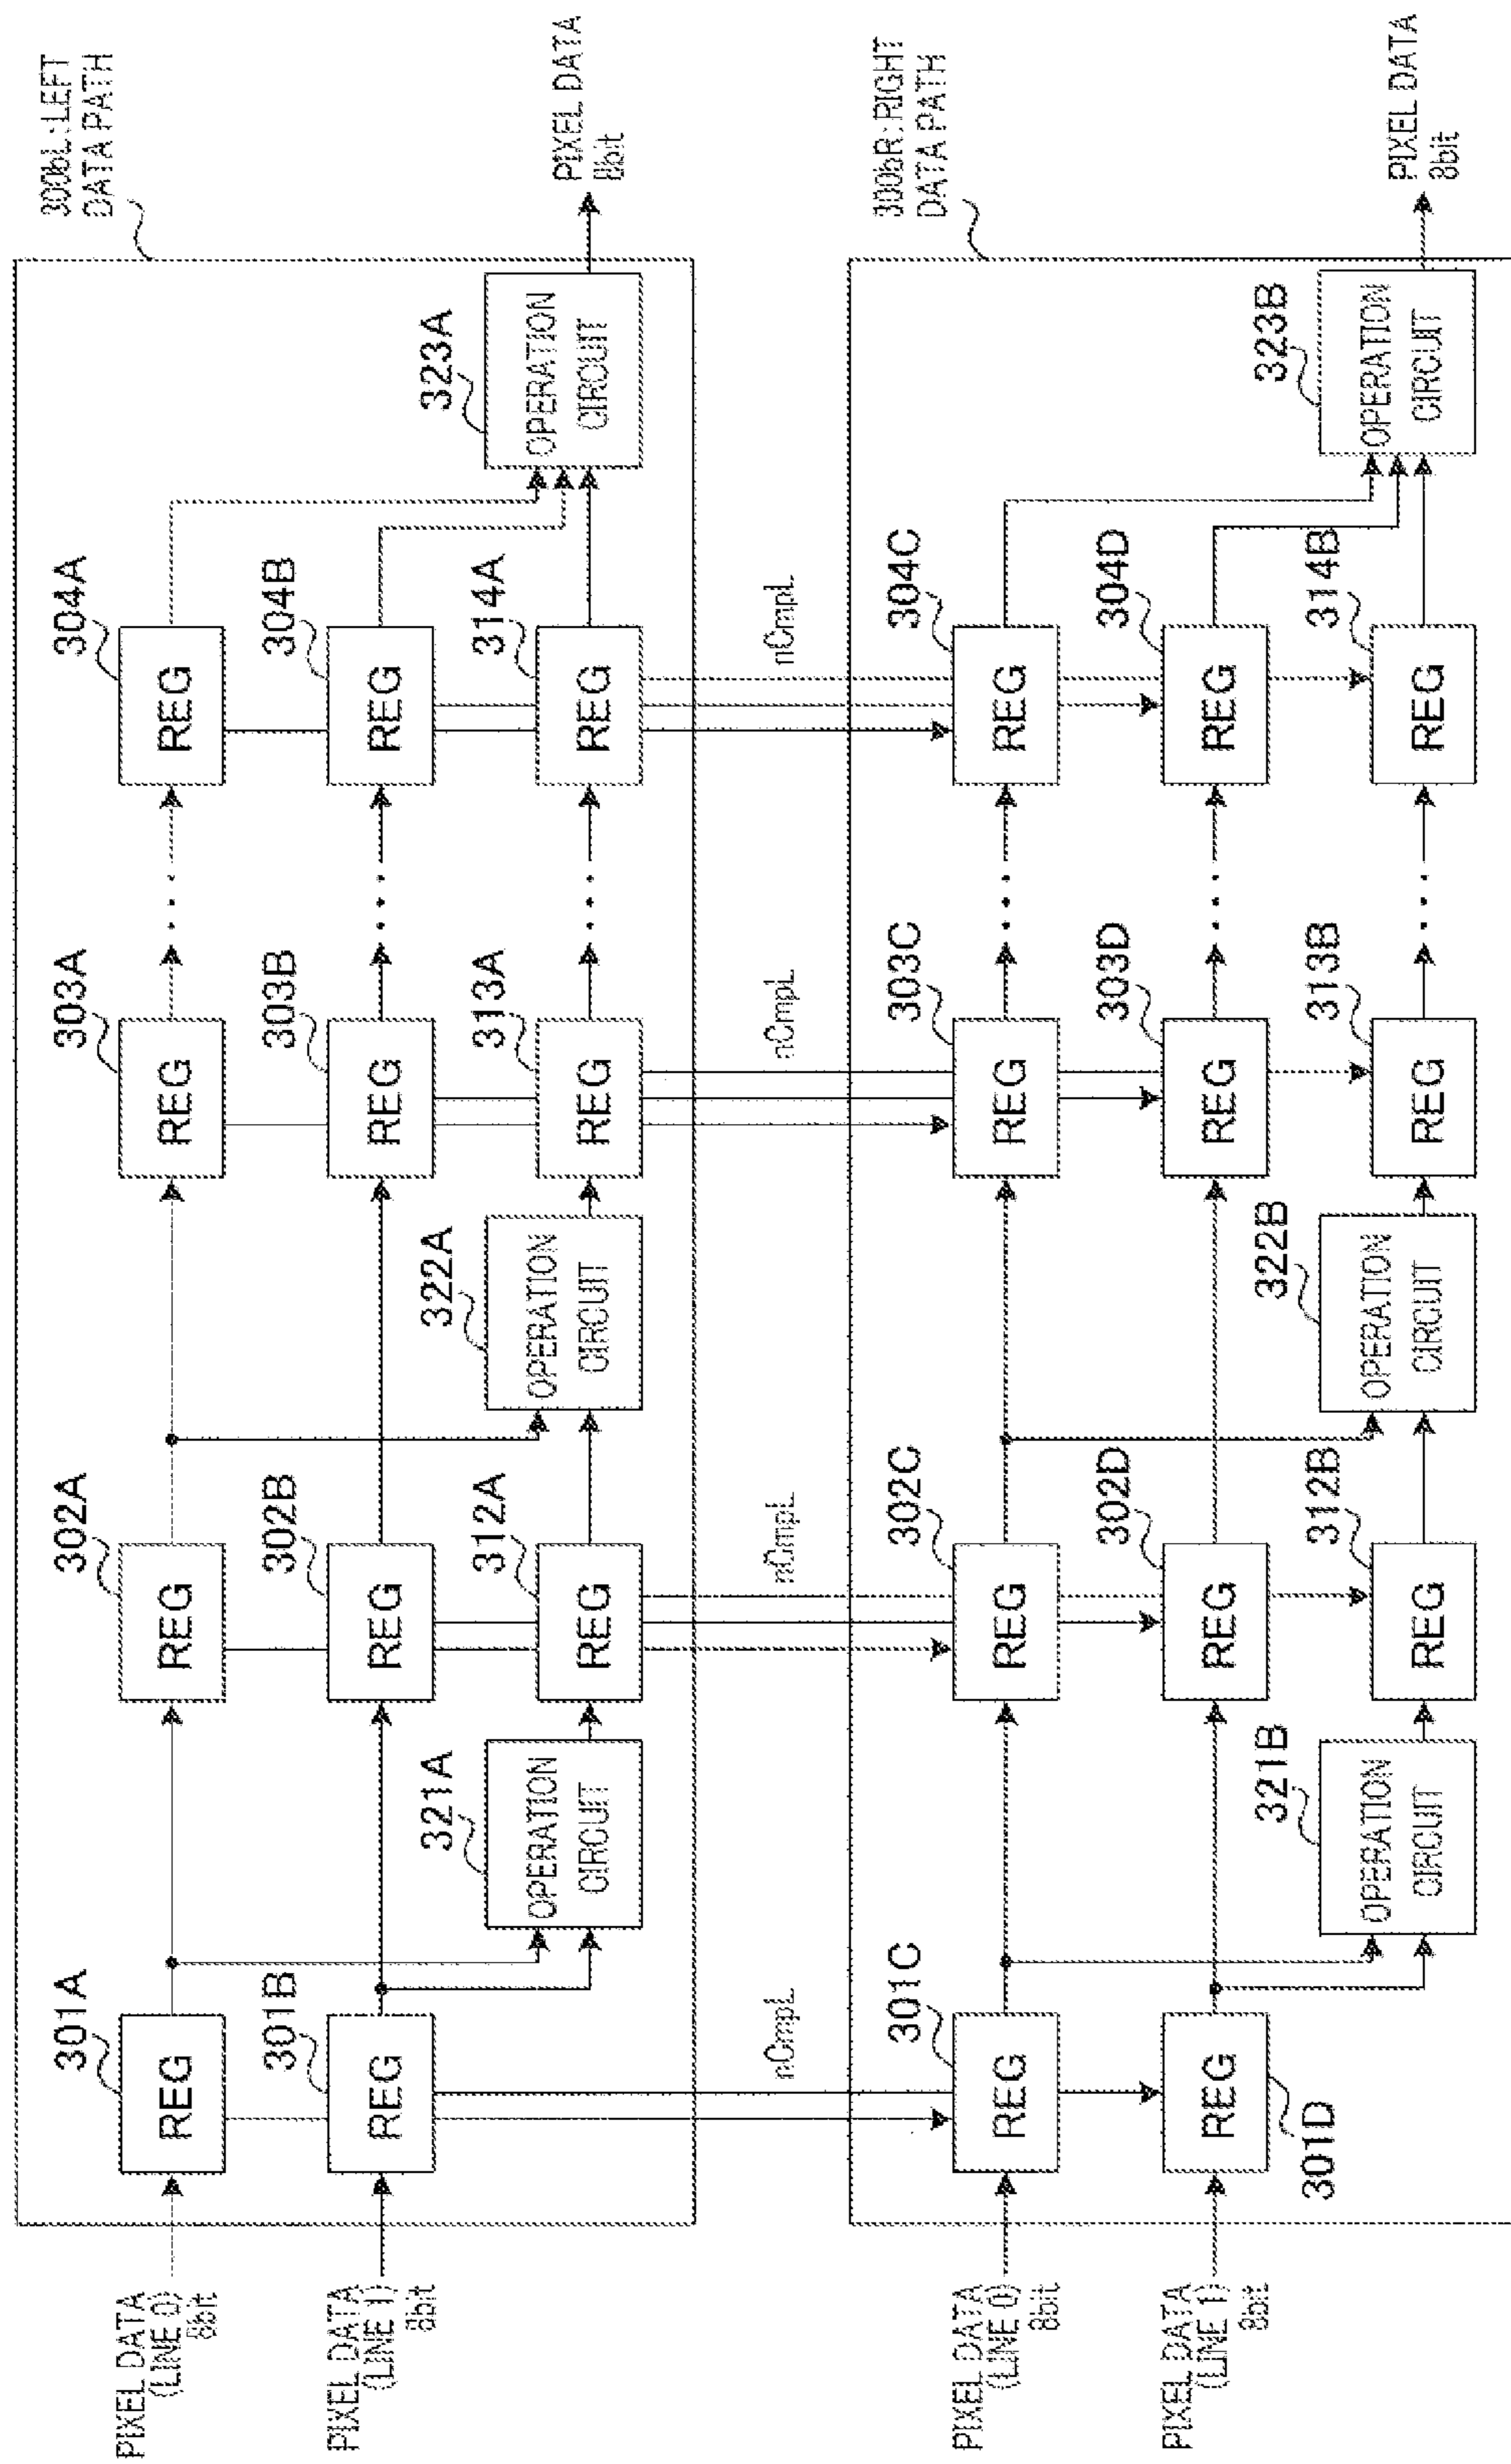 300bL:LEFT
DATA PATH
301A
REG
302A
REG
303A
REG
304A
REG
PIXEL DATA
(LINE 0)
8bit
301B
REG
302B
REG
303B
REG
304B
REG
PIXEL DATA
(LINE 1)
8bit
321A
OPERATION
CIRCUIT
312A
REG
322A
OPERATION
CIRCUIT
313A
REG
314A
REG
323A
OPERATION
CIRCUIT
PIXEL DATA
8bit
nCmpL
nCmpL
nCmpL
nCmpL
300bR:RIGHT
DATA PATH
301C
REG
302C
REG
303C
REG
304C
REG
PIXEL DATA
(LINE 0)
8bit
REG
301D
302D
REG
303D
REG
304D
REG
PIXEL DATA
(LINE 1)
8bit
321B
OPERATION
CIRCUIT
312B
REG
322B
OPERATION
CIRCUIT
313B
REG
314B
REG
323B
OPERATION
CIRCUIT
PIXEL DATA
8bit